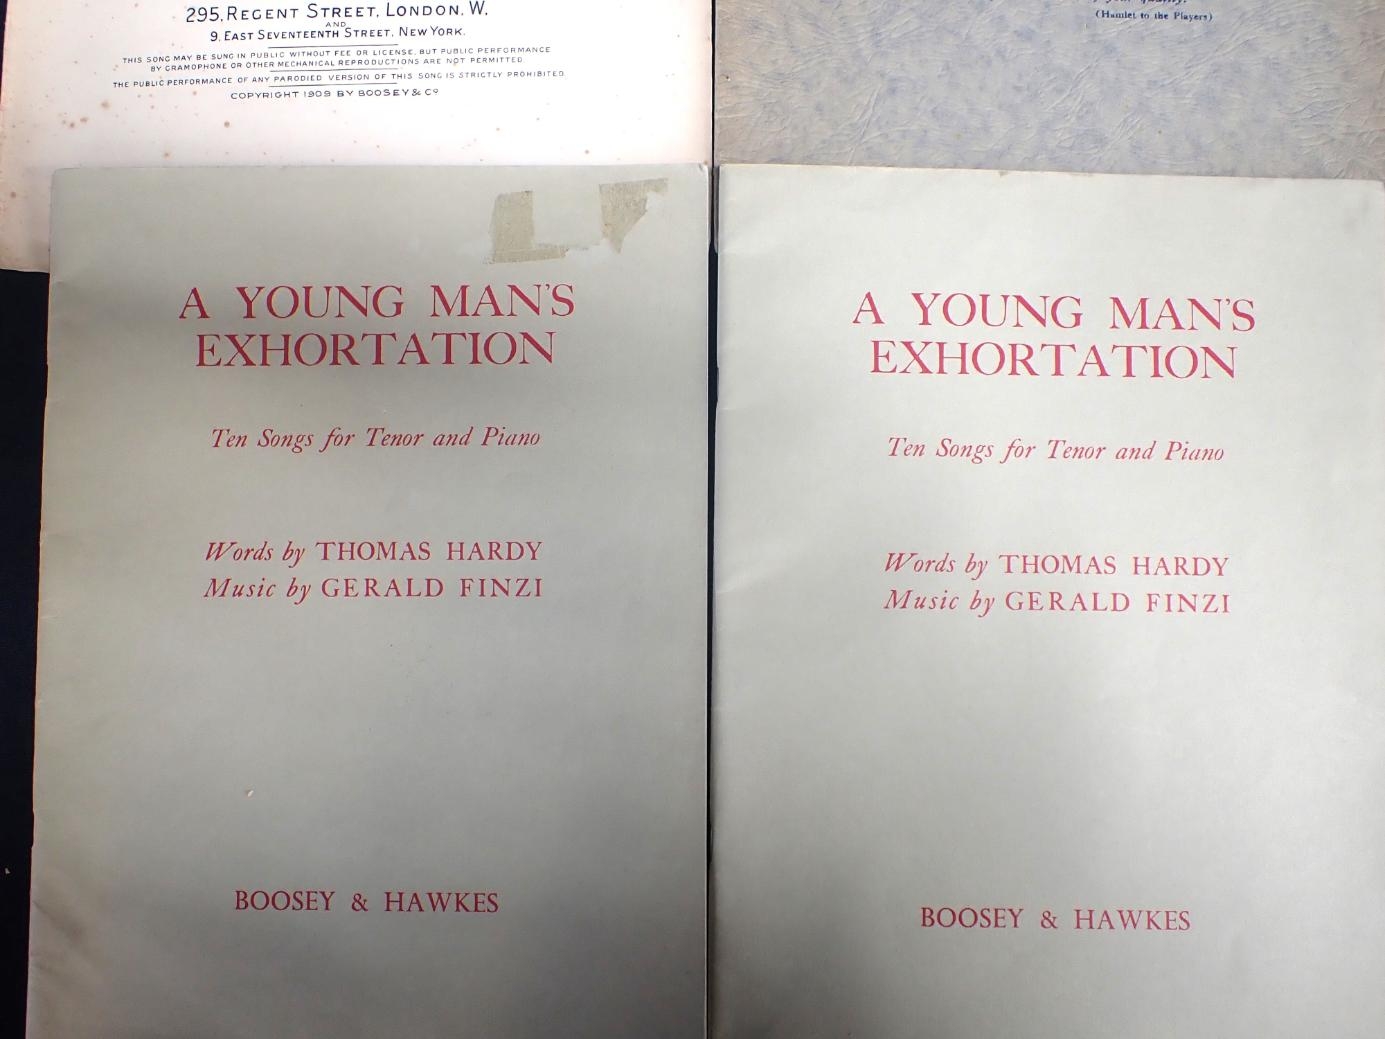 295, REGENT STREET, LONDON, W.
AND
9, EAST SEVENTEENTH STREET, NEW YORK.
THIS SONG MAY BE SUNG IN PUBLIC WITHOUT FEE OR LICENSE, BUT PUBLIC PERFORMANCE
BY GRAMOPHONE OR OTHER MECHANICAL REPRODUCTIONS ARE NOT PERMITTED.
THE PUBLIC PERFORMANCE OF ANY PARODIED VERSION OF THIS SONG IS STRICTLY PROHIBITED.
COPYRIGHT 1909 BY BOOSEY & Cº
(Hamlet to the Players)
A YOUNG MAN'S
EXHORTATION
Ten Songs for Tenor and Piano
Words by THOMAS HARDY
Music by GERALD FINZI
BOOSEY & HAWKES
A YOUNG MAN'S
EXHORTATION
Ten Songs for Tenor and Piano
Words by THOMAS HARDY
Music by GERALD FINZI
BOOSEY & HAWKES